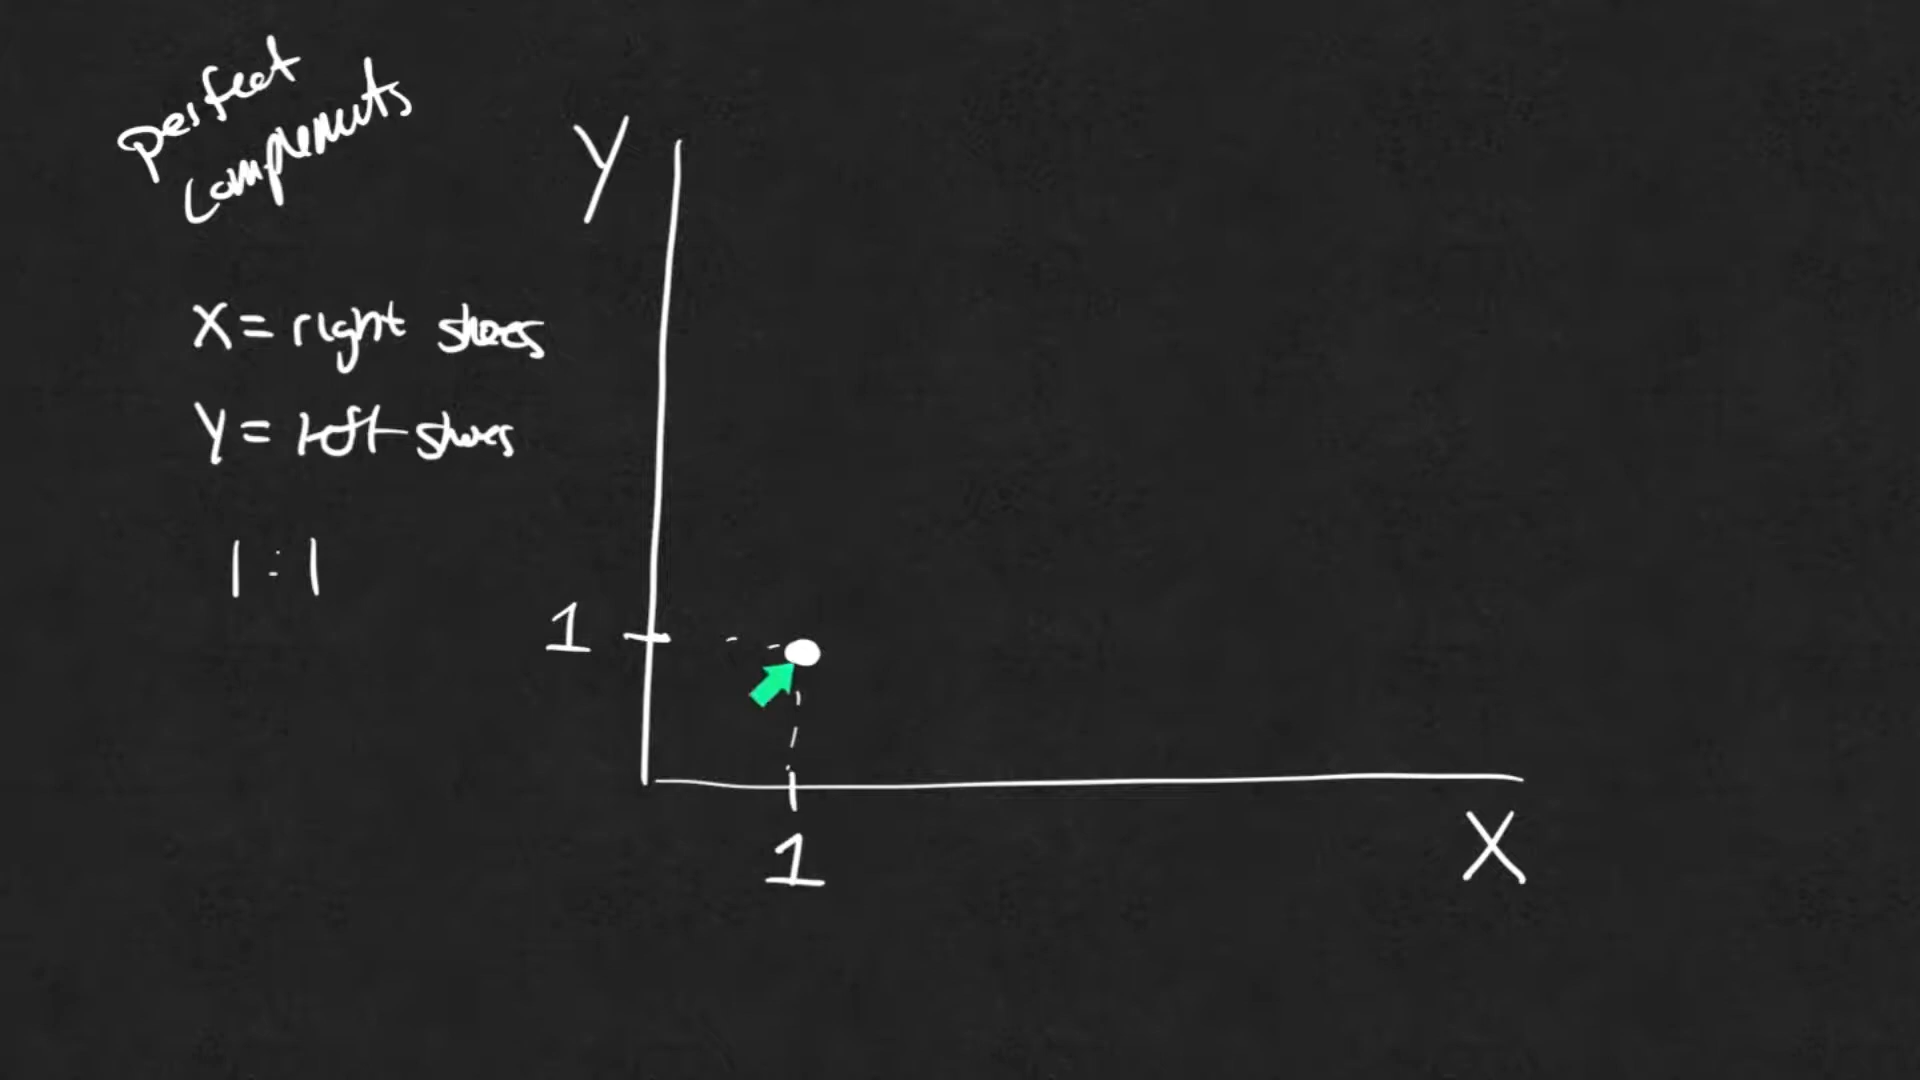 perfect
complements
Y
X = right shoes
Y = left shoes
1 : 1
1
1
X